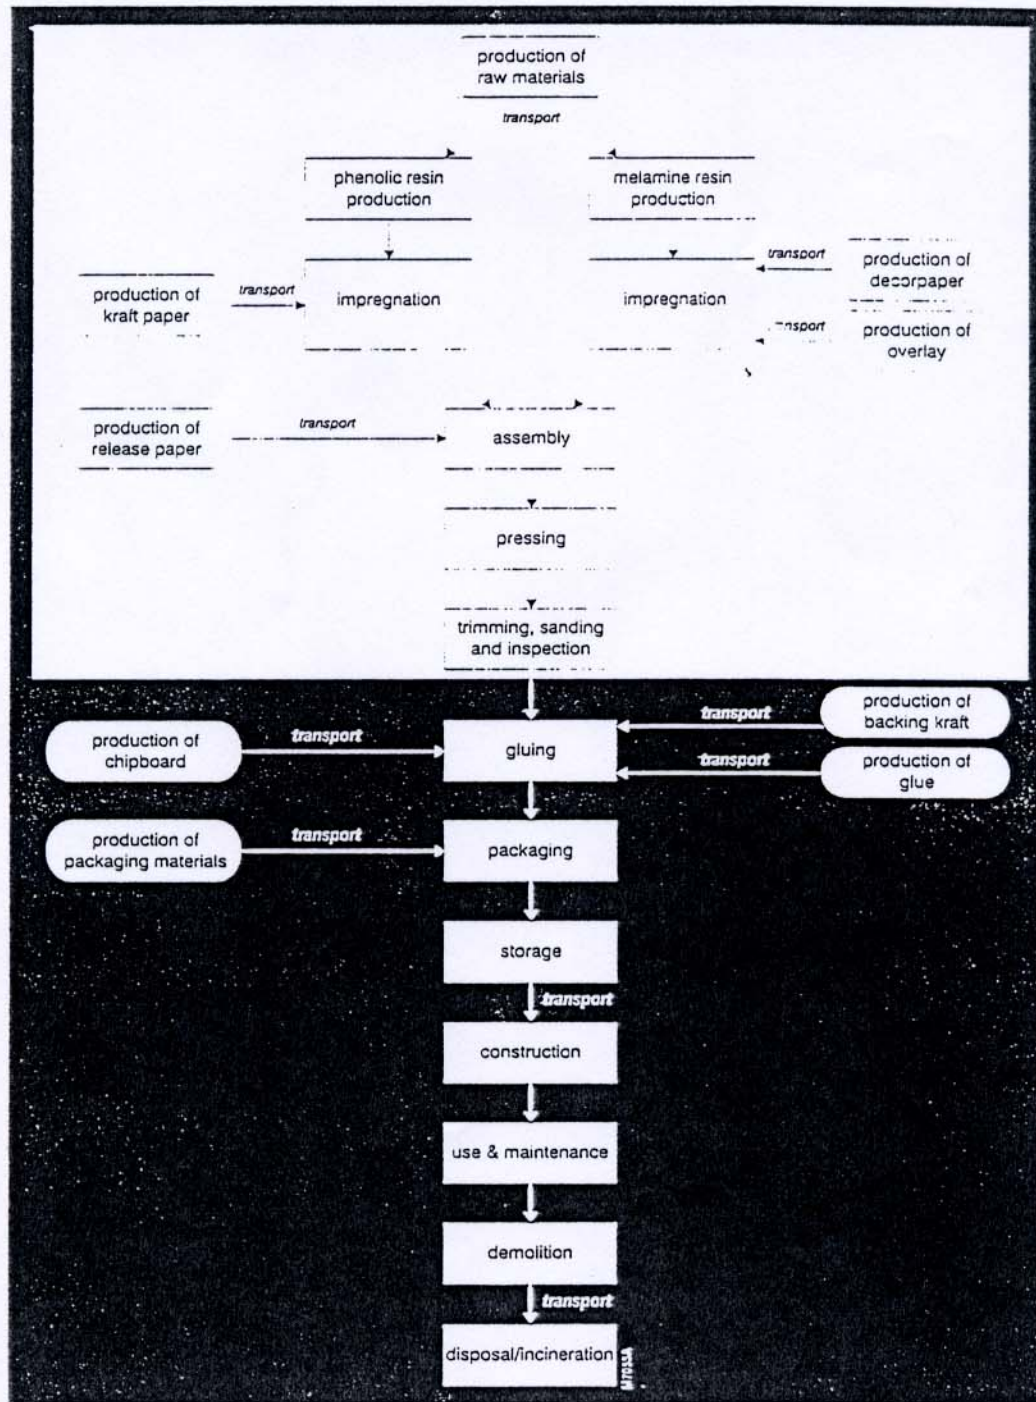 production of
raw materials
transport
phenolic resin
production
melamine resin
production
production of
kraft paper
transport
impregnation
impregnation
transport
production of
decorpaper
transport
production of
overlay
production of
release paper
transport
assembly
pressing
trimming, sanding
and inspection
production of
chipboard
transport
gluing
transport
production of
backing kraft
transport
production of
glue
production of
packaging materials
transport
packaging
storage
transport
construction
use & maintenance
demolition
transport
disposal/incineration